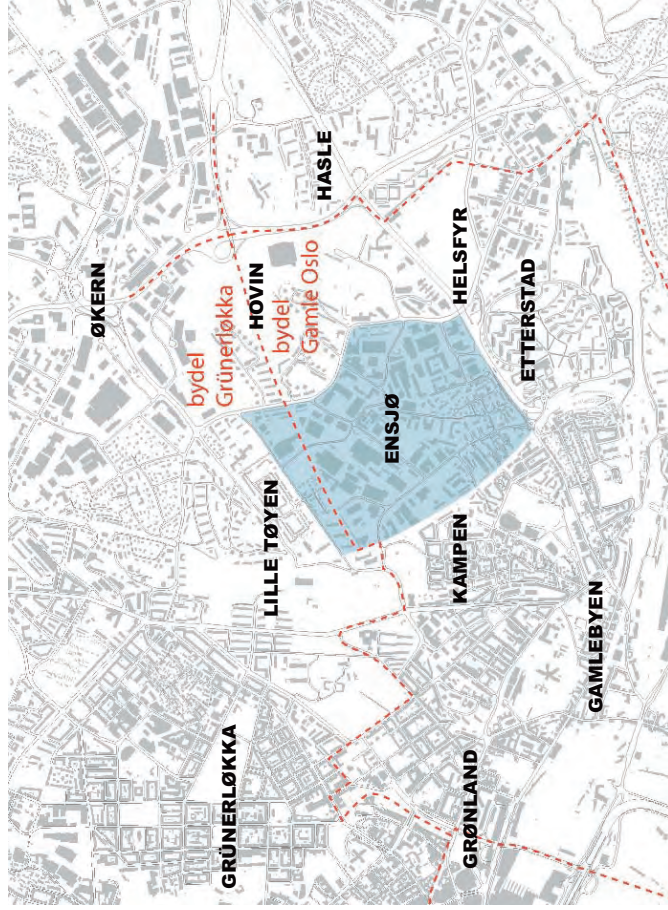 ØKERN
bydel
Grünerløkka
GRÜNERLØKKA
HOVIN
LILLE TØYEN
bydel
Gamle Oslo
HASLE
ENSJØ
HELSFYR
KAMPEN
GRØNLAND
ETTERSTAD
GAMLEBYEN